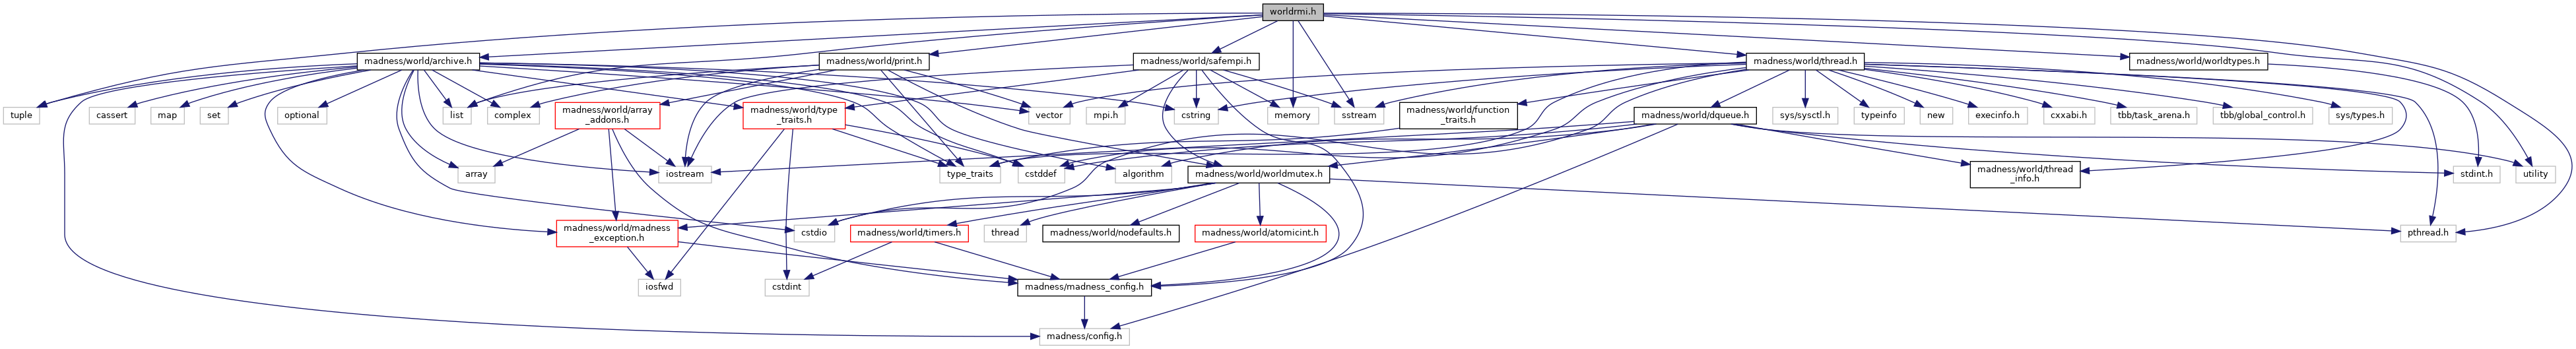 worldrmi.h
madness/world/archive.h
madness/world/print.h
madness/world/safempi.h
madness/world/thread.h
madness/world/worldtypes.h
tuple
cassert
map
set
optional
list
complex
madness/world/array
_addons.h
madness/world/type
_traits.h
vector
mpi.h
cstring
memory
sstream
madness/world/function
_traits.h
madness/world/dqueue.h
sys/sysctl.h
typeinfo
new
execinfo.h
cxxabi.h
tbb/task_arena.h
tbb/global_control.h
sys/types.h
array
iostream
type_traits
cstddef
algorithm
madness/world/worldmutex.h
madness/world/thread
_info.h
stdint.h
utility
madness/world/madness
_exception.h
cstdio
madness/world/timers.h
thread
madness/world/nodefaults.h
madness/world/atomicint.h
pthread.h
iosfwd
cstdint
madness/madness_config.h
madness/config.h